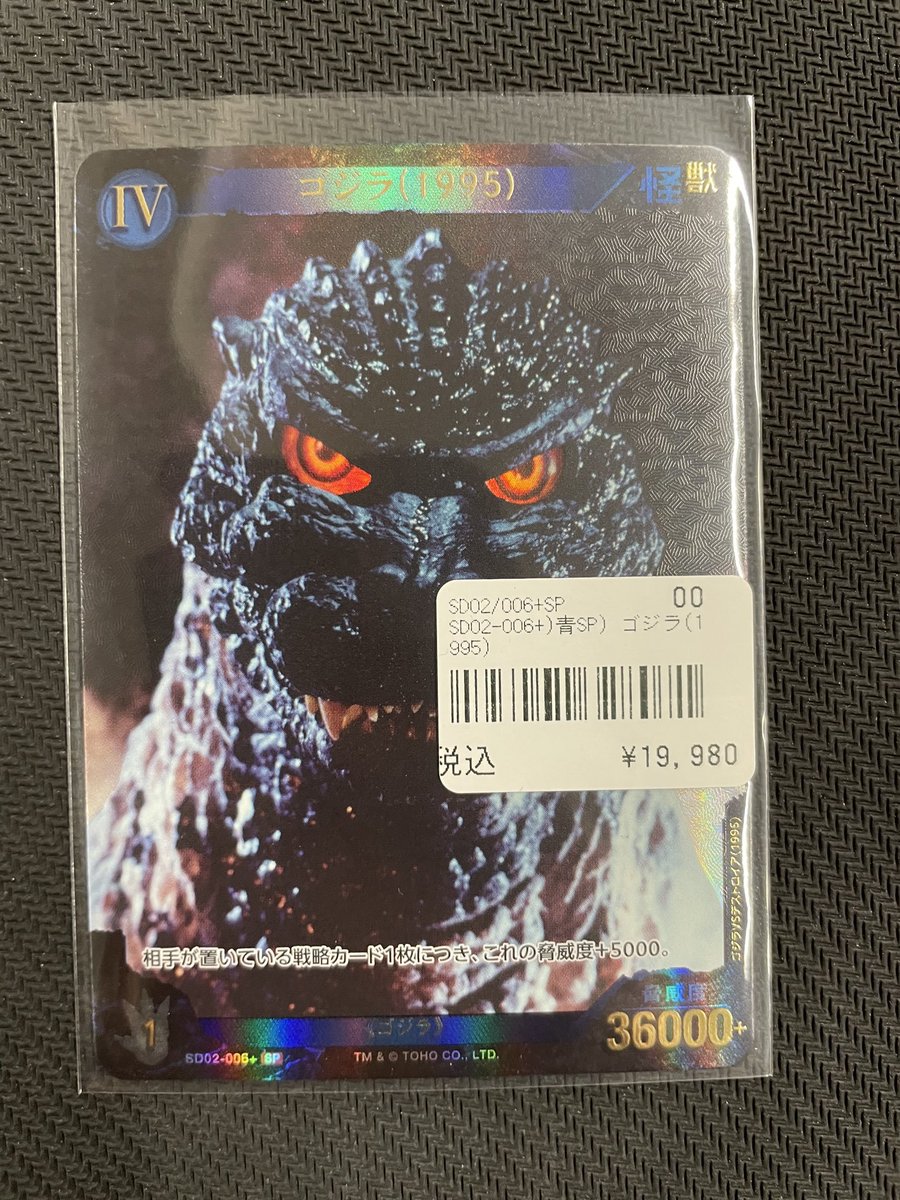 IV
ゴジラ(1995)
怪獣
SD02/006+SP
00
SD02-006+)青SP) ゴジラ(1
995)
税込
¥19,980
ゴジラVSデストロイア(1995)
相手が置いている戦略カード1枚につき、これの脅威度+5000。
脅威度
1
〈ゴジラ〉
36000+
SD02-006+ SP
TM & © TOHO CO., LTD.